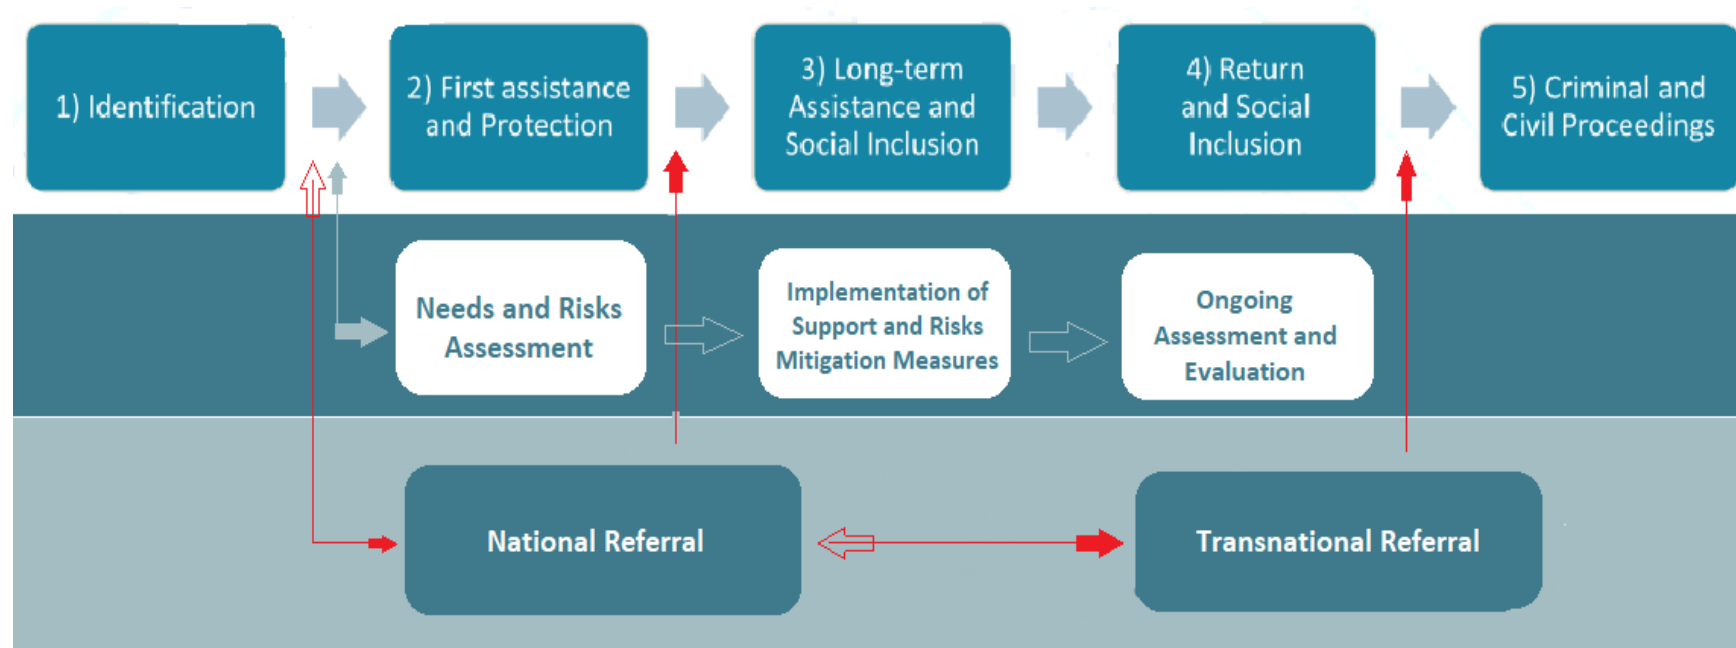 1) Identification
2) First assistance
and Protection
3) Long-term
Assistance and
Social Inclusion
4) Return
and Social
Inclusion
5) Criminal and
Civil Proceedings
Needs and Risks
Assessment
Implementation of
Support and Risks
Mitigation Measures
Ongoing
Assessment and
Evaluation
National Referral
Transnational Referral